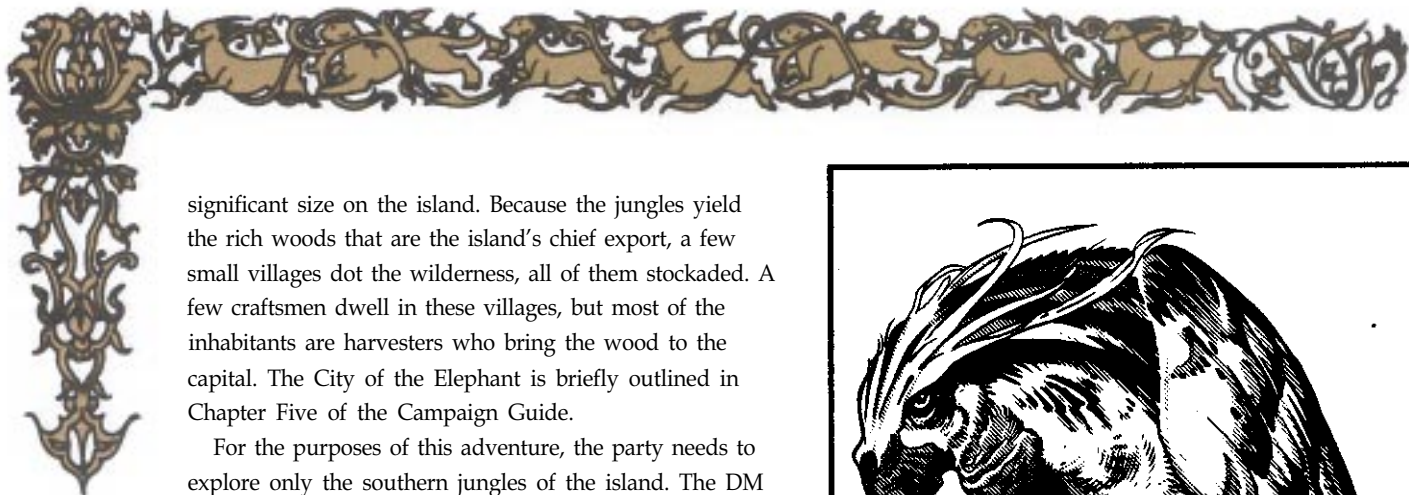 significant size on the island. Because the jungles yield
the rich woods that are the island's chief export, a few
small villages dot the wilderness, all of them stockaded. A
few craftsmen dwell in these villages, but most of the
inhabitants are harvesters who bring the wood to the
capital. The City of the Elephant is briefly outlined in
Chapter Five of the Campaign Guide.
For the purposes of this adventure, the party needs to
explore only the southern jungles of the island. The DM